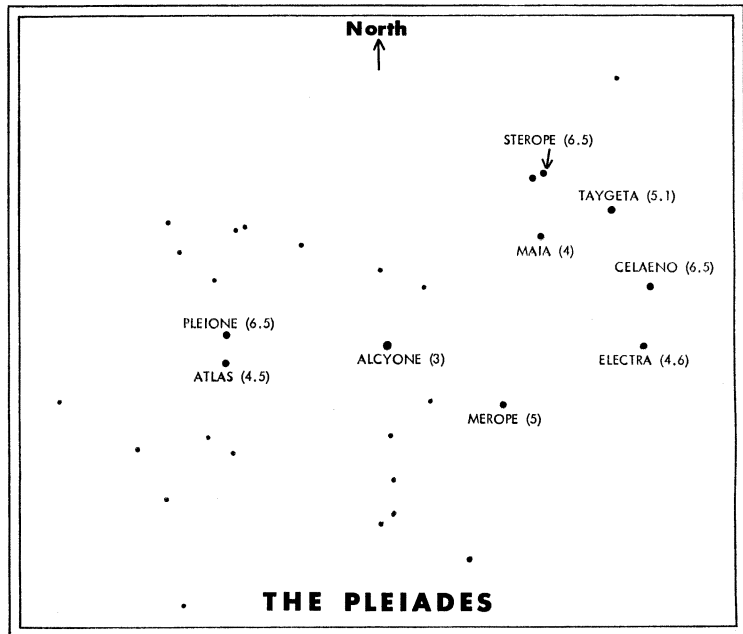 North
STEROPE (6.5)
TAYGETA (5.1)
MAIA (4)
CELAENO (6.5)
PLEIONE (6.5)
ALCYONE (3)
ELECTRA (4.6)
ATLAS (4.5)
MEROPE (5)
THE PLEIADES